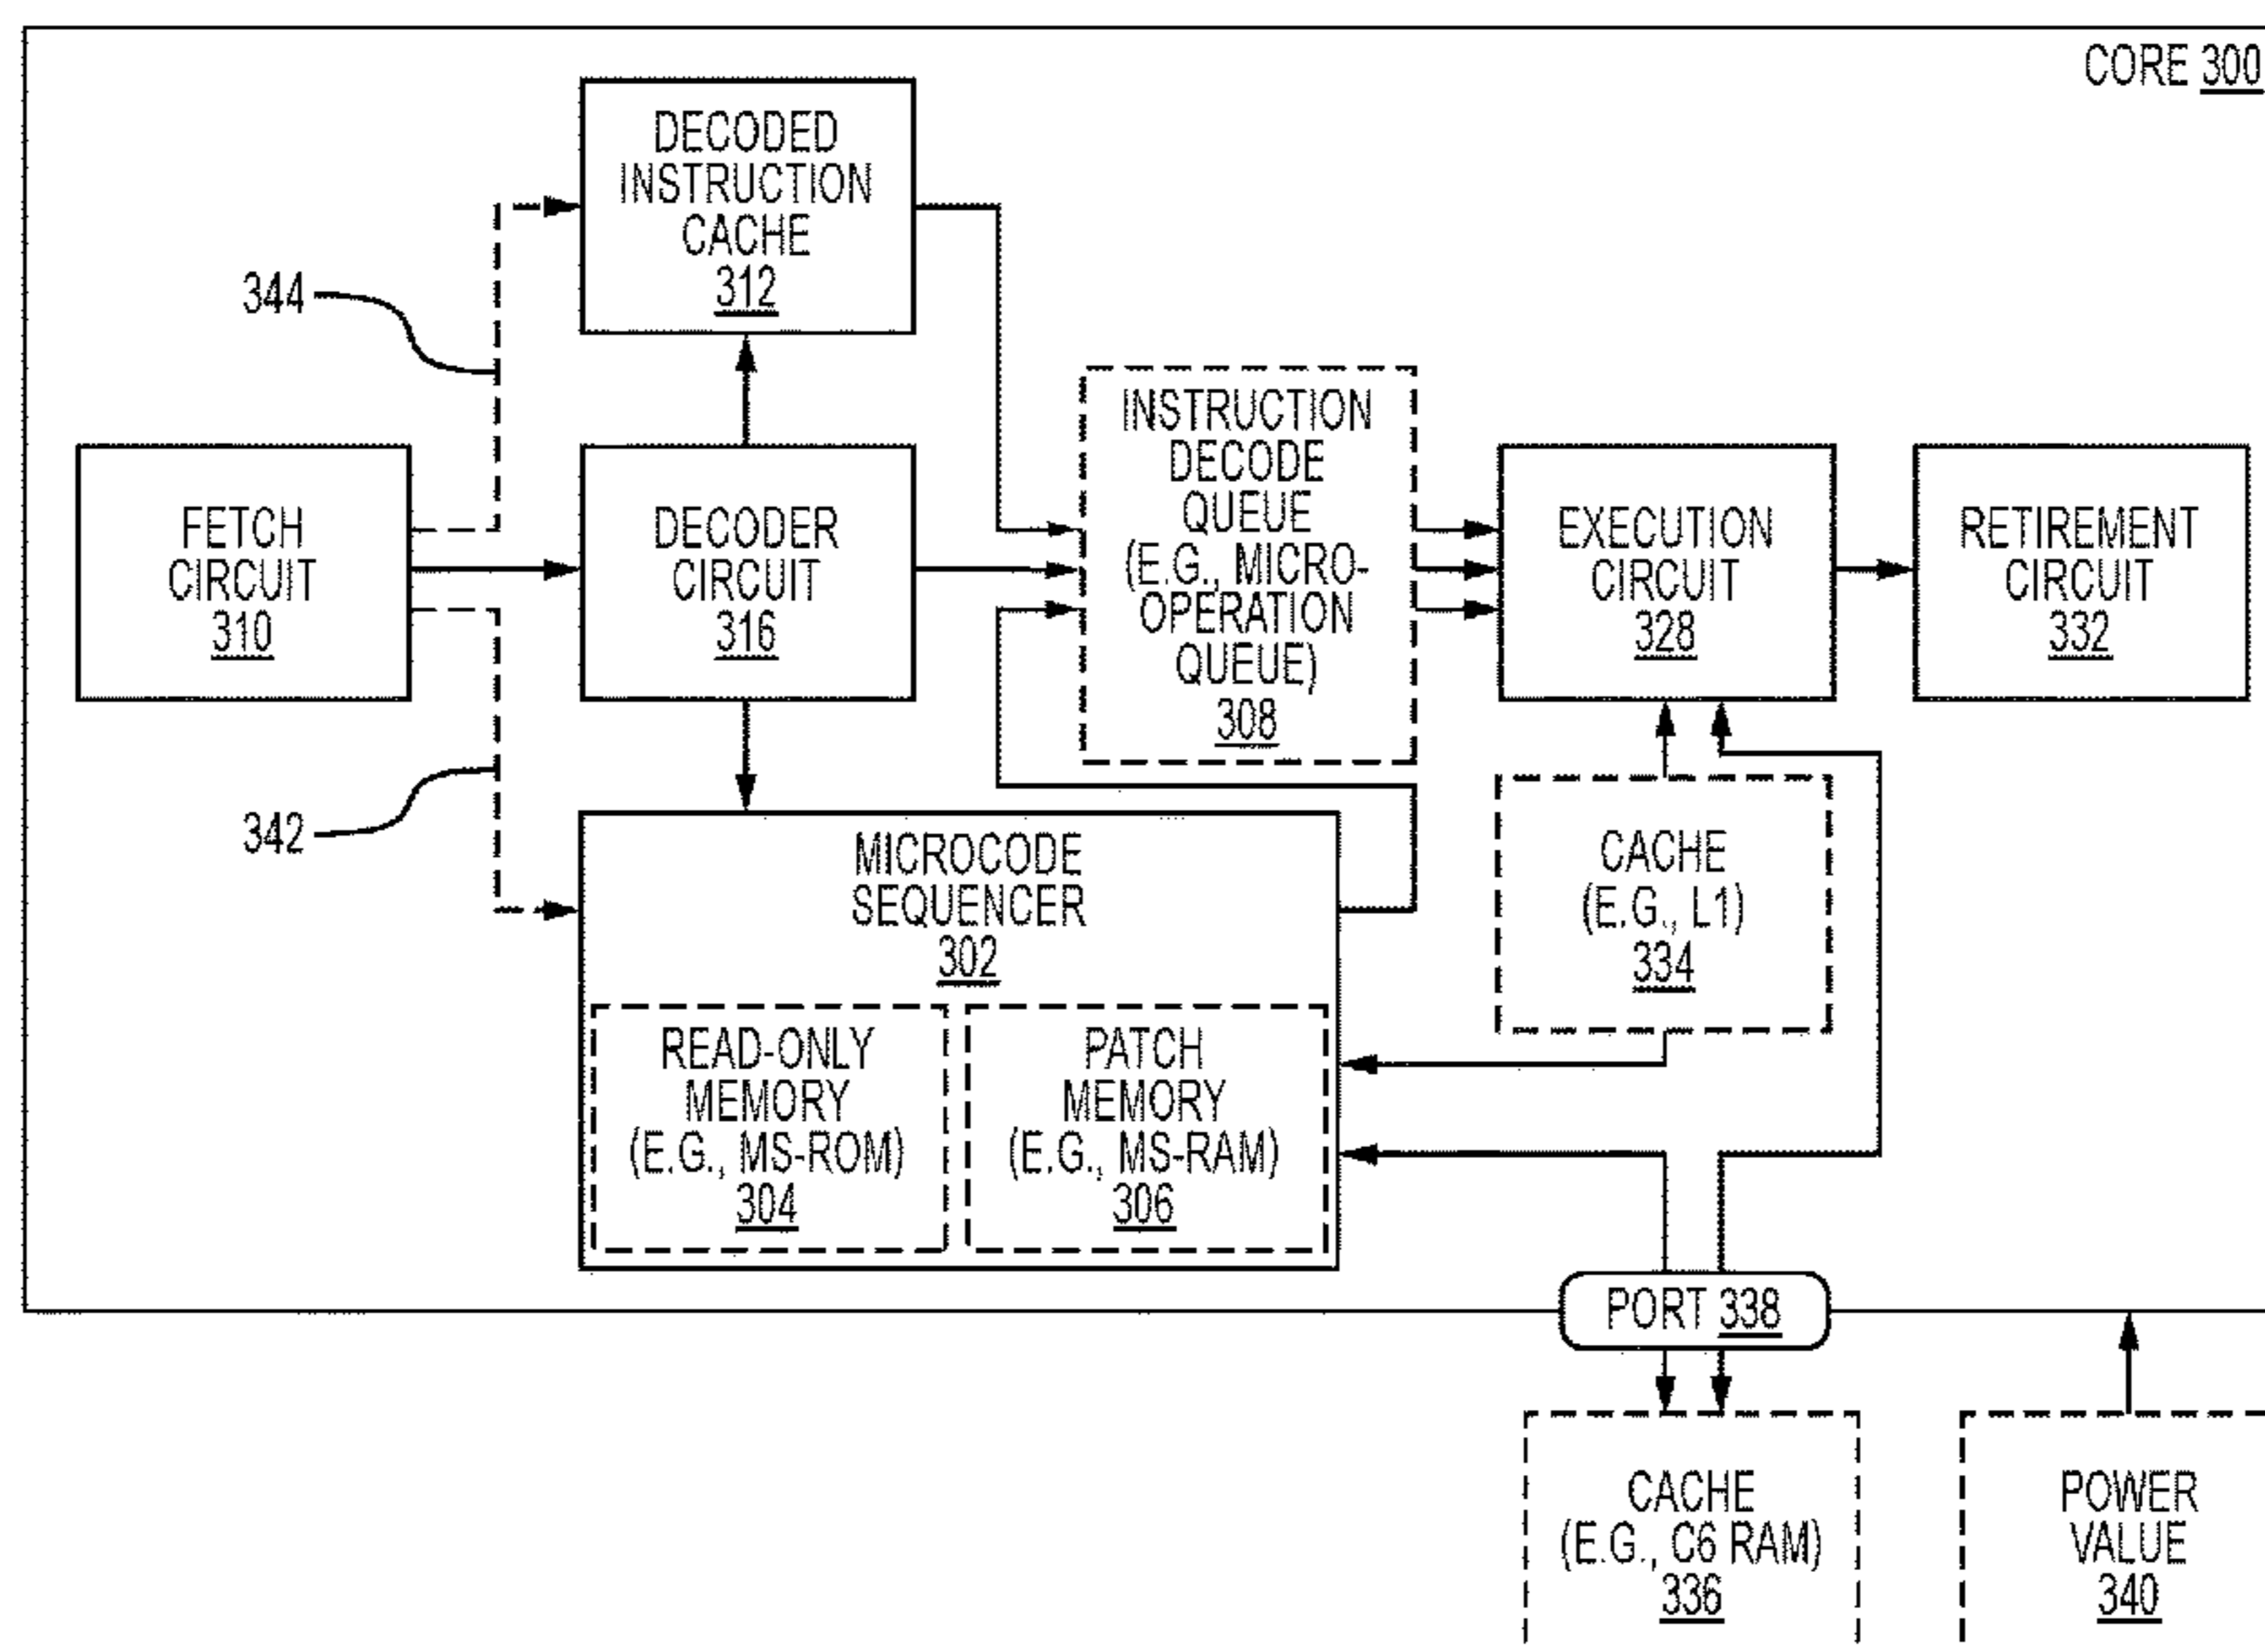 CORE 300
DECODED
INSTRUCTION
CACHE
312
344
FETCH
CIRCUIT
310
DECODER
CIRCUIT
316
INSTRUCTION
DECODE
QUEUE
(E.G., MICRO-
OPERATION
QUEUE)
308
EXECUTION
CIRCUIT
328
RETIREMENT
CIRCUIT
332
342
MICROCODE
SEQUENCER
302
READ-ONLY
MEMORY
(E.G., MS-ROM)
304
PATCH
MEMORY
(E.G., MS-RAM)
306
CACHE
(E.G., L1)
334
PORT 338
CACHE
(E.G., C6 RAM)
336
POWER
VALUE
340